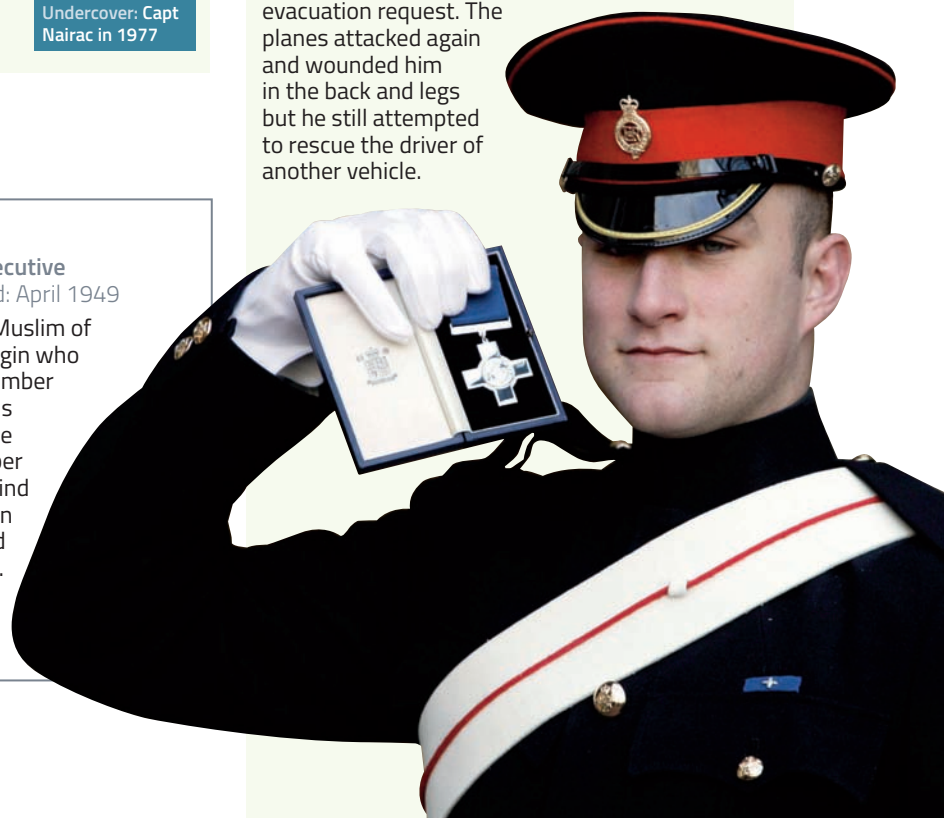 Undercover: Capt
Nairac in 1977
evacuation request. The
planes attacked again
and wounded him
in the back and legs
but he still attempted
to rescue the driver of
another vehicle.
ecutive
d: April 1949
Muslim of
gin who
mber
s
e
per
ind
n
d
.